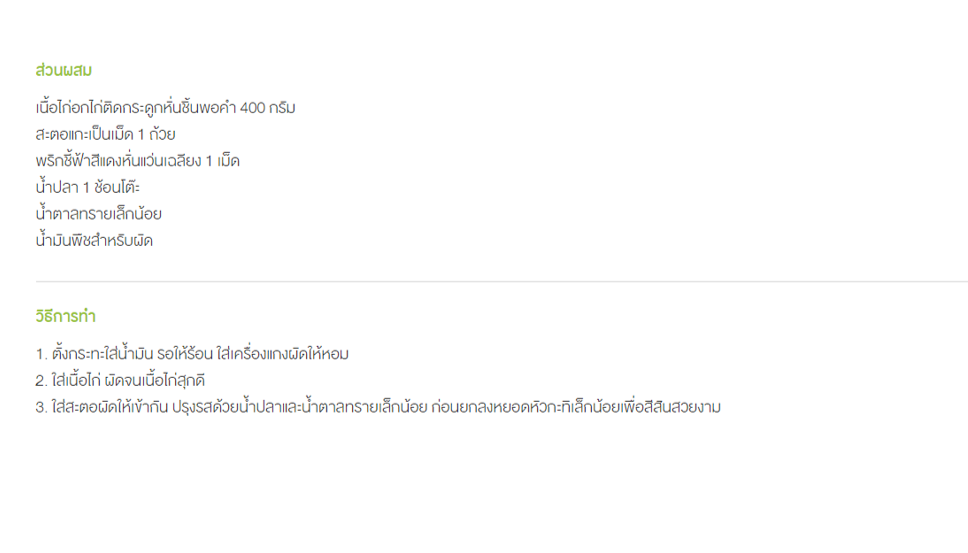 ส่วนผสม
เนื้อไก่อกไก่ติดกระดูกหั่นชิ้นพอคำ 400 กรัม
สะตอแกะเป็นเม็ด 1 ถ้วย
พริกชี้ฟ้าสีแดงหั่นแว่นเฉลียง 1 เม็ด
น้ำปลา 1 ช้อนโต๊ะ
น้ำตาลทรายเล็กน้อย
น้ำมันพืชสำหรับผัด
วิธีการทำ
1. ตั้งกระทะใส่น้ำมัน รอให้ร้อน ใส่เครื่องแกงผัดให้หอม
2. ใส่เนื้อไก่ ผัดจนเนื้อไก่สุกดี
3. ใส่สะตอผัดให้เข้ากัน ปรุงรสด้วยน้ำปลาและน้ำตาลทรายเล็กน้อย ก่อนยกลงหยอดหัวกะทิเล็กน้อยเพื่อสีสันสวยงาม